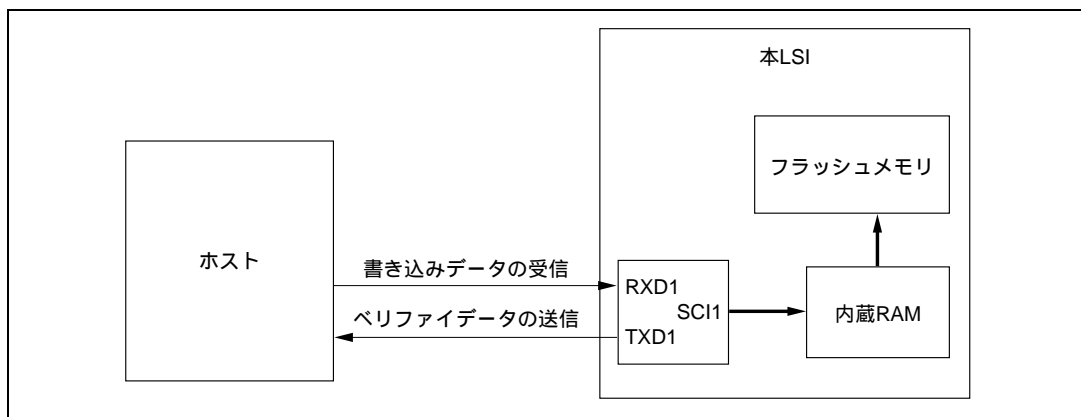 本LSI
フラッシュメモリ
ホスト
書き込みデータの受信
RXD1
SCI1
内蔵RAM
ベリファイデータの送信
TXD1